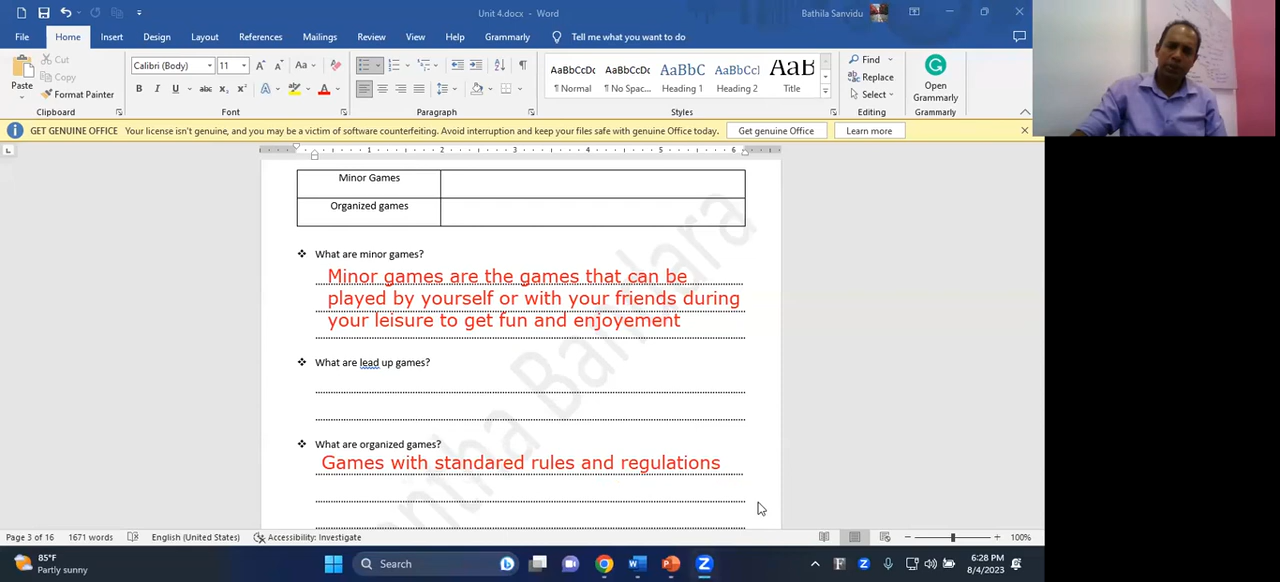 Unit 4.docx - Word
Bathila Sanvidu
File Home Insert Design Layout References Mailings Review View Help Grammarly Tell me what you want to do
Cut
Copy
Paste
Format Painter
Clipboard
Calibri (Body) 11
Font
Paragraph
AaBbCcDc AaBbCcDc AaBbC AaBbCcl AaB
¶ Normal ¶ No Spac... Heading 1 Heading 2 Title
Styles
Find
Replace
Select
Editing
Open
Grammarly
Grammarly
GET GENUINE OFFICE Your license isn't genuine, and you may be a victim of software counterfeiting. Avoid interruption and keep your files safe with genuine Office today. Get genuine Office Learn more
1 2 3 4 5 6
Minor Games
Organized games
What are minor games?
Minor games are the games that can be
played by yourself or with your friends during
your leisure to get fun and enjoyement
What are lead up games?
What are organized games?
Games with standared rules and regulations
Page 3 of 16 1671 words English (United States) Accessibility: Investigate 100%
85°F
Partly sunny
Search
6:28 PM
8/4/2023